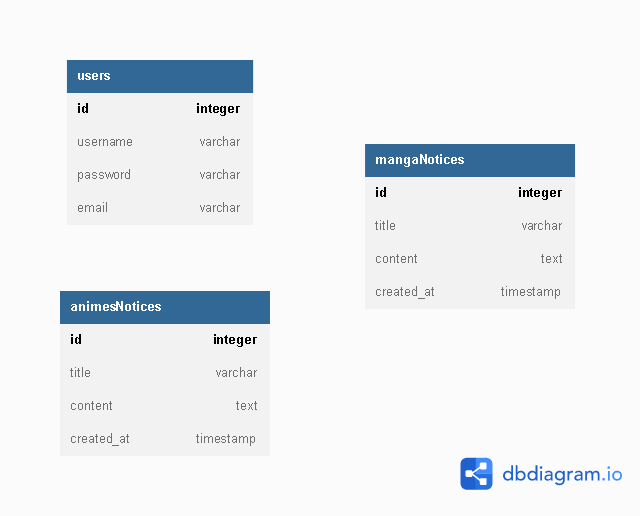 users
id integer
username varchar
password varchar
email varchar
mangaNotices
id integer
title varchar
content text
created_at timestamp
animesNotices
id integer
title varchar
content text
created_at timestamp
dbdiagram.io